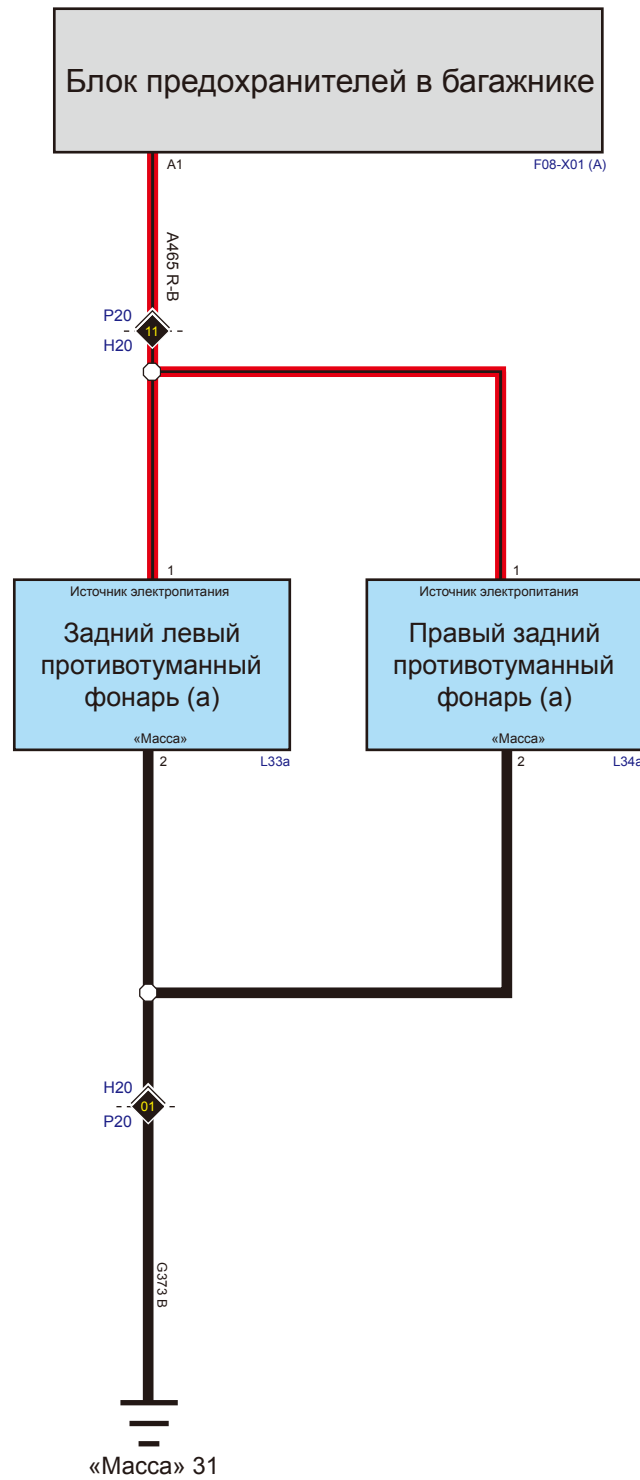 Блок предохранителей в багажнике
A1
F08-X01 (A)
A465 R-B
P20
11
H20
1
1
Источник электропитания
Источник электропитания
Задний левый
противотуманный
фонарь (а)
Правый задний
противотуманный
фонарь (а)
«Масса»
«Масса»
2
L33a
2
L34a
H20
01
P20
G373 B
«Масса» 31